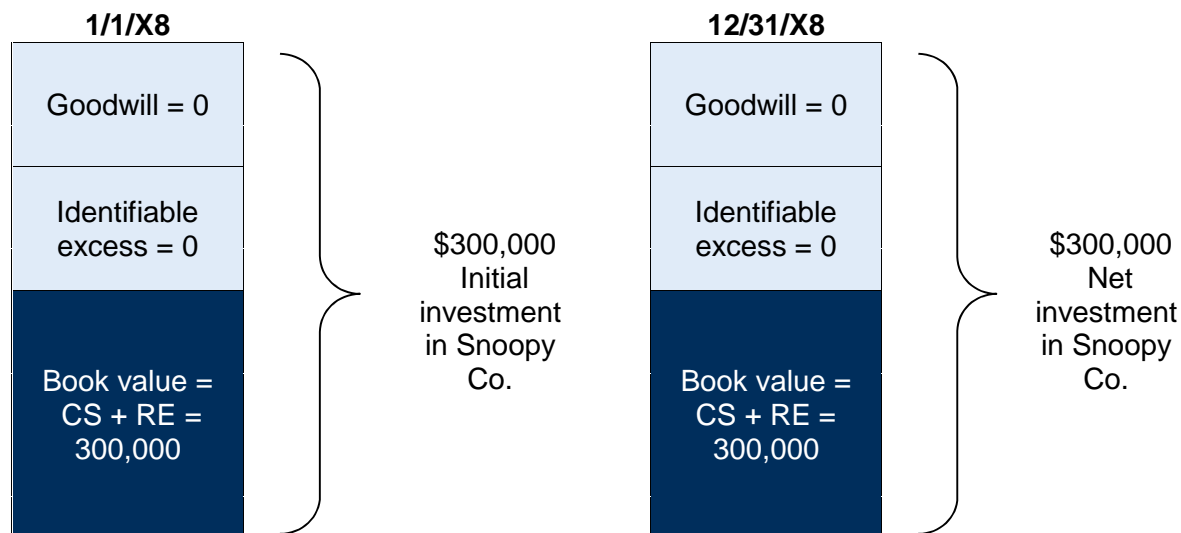 1/1/X8
Goodwill = 0
Identifiable
excess = 0
Book value =
CS + RE =
300,000
$300,000
Initial
investment
in Snoopy
Co.
12/31/X8
Goodwill = 0
Identifiable
excess = 0
Book value =
CS + RE =
300,000
$300,000
Net
investment
in Snoopy
Co.